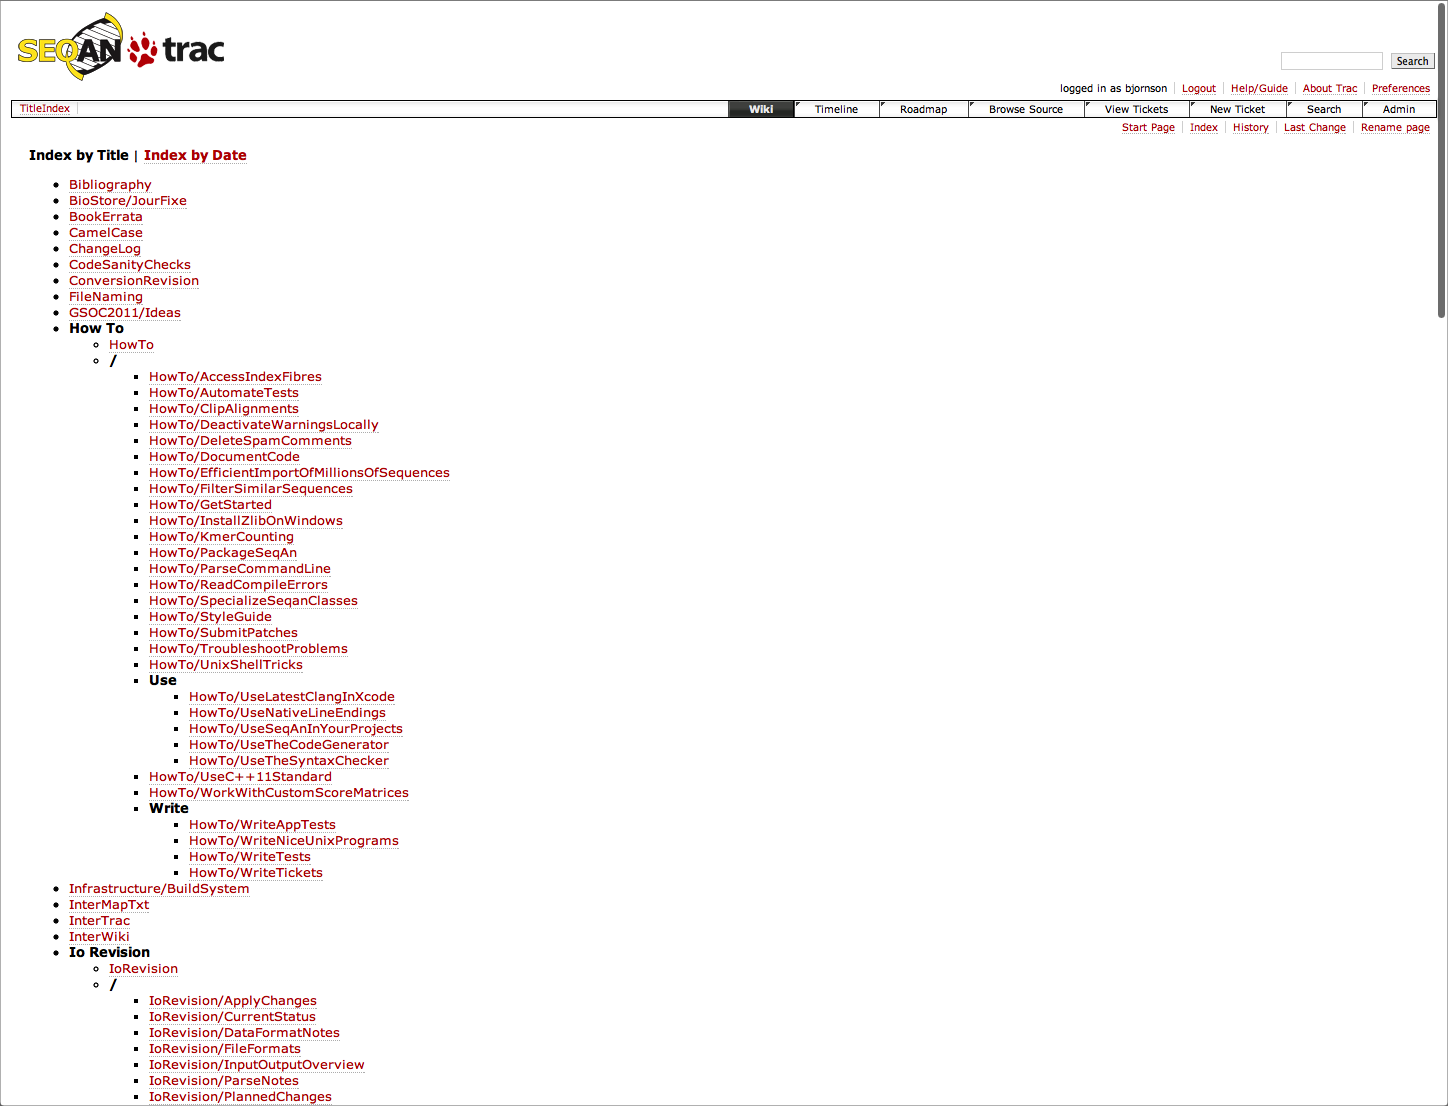 SEQAN trac
Search
logged in as bjornson Logout Help/Guide About Trac Preferences
TitleIndex Wiki Timeline Roadmap Browse Source View Tickets New Ticket Search Admin
Start Page Index History Last Change Rename page
Index by Title | Index by Date
Bibliography
BioStore/JourFixe
BookErrata
CamelCase
ChangeLog
CodeSanityChecks
ConversionRevision
FileNaming
GSOC2011/Ideas
How To
HowTo
/
HowTo/AccessIndexFibres
HowTo/AutomateTests
HowTo/ClipAlignments
HowTo/DeactivateWarningsLocally
HowTo/DeleteSpamComments
HowTo/DocumentCode
HowTo/EfficientImportOfMillionsOfSequences
HowTo/FilterSimilarSequences
HowTo/GetStarted
HowTo/InstallZlibOnWindows
HowTo/KmerCounting
HowTo/PackageSeqAn
HowTo/ParseCommandLine
HowTo/ReadCompileErrors
HowTo/SpecializeSeqanClasses
HowTo/StyleGuide
HowTo/SubmitPatches
HowTo/TroubleshootProblems
HowTo/UnixShellTricks
Use
HowTo/UseLatestClangInXcode
HowTo/UseNativeLineEndings
HowTo/UseSeqAnInYourProjects
HowTo/UseTheCodeGenerator
HowTo/UseTheSyntaxChecker
HowTo/UseC++11Standard
HowTo/WorkWithCustomScoreMatrices
Write
HowTo/WriteAppTests
HowTo/WriteNiceUnixPrograms
HowTo/WriteTests
HowTo/WriteTickets
Infrastructure/BuildSystem
InterMapTxt
InterTrac
InterWiki
Io Revision
IoRevision
/
IoRevision/ApplyChanges
IoRevision/CurrentStatus
IoRevision/DataFormatNotes
IoRevision/FileFormats
IoRevision/InputOutputOverview
IoRevision/ParseNotes
IoRevision/PlannedChanges